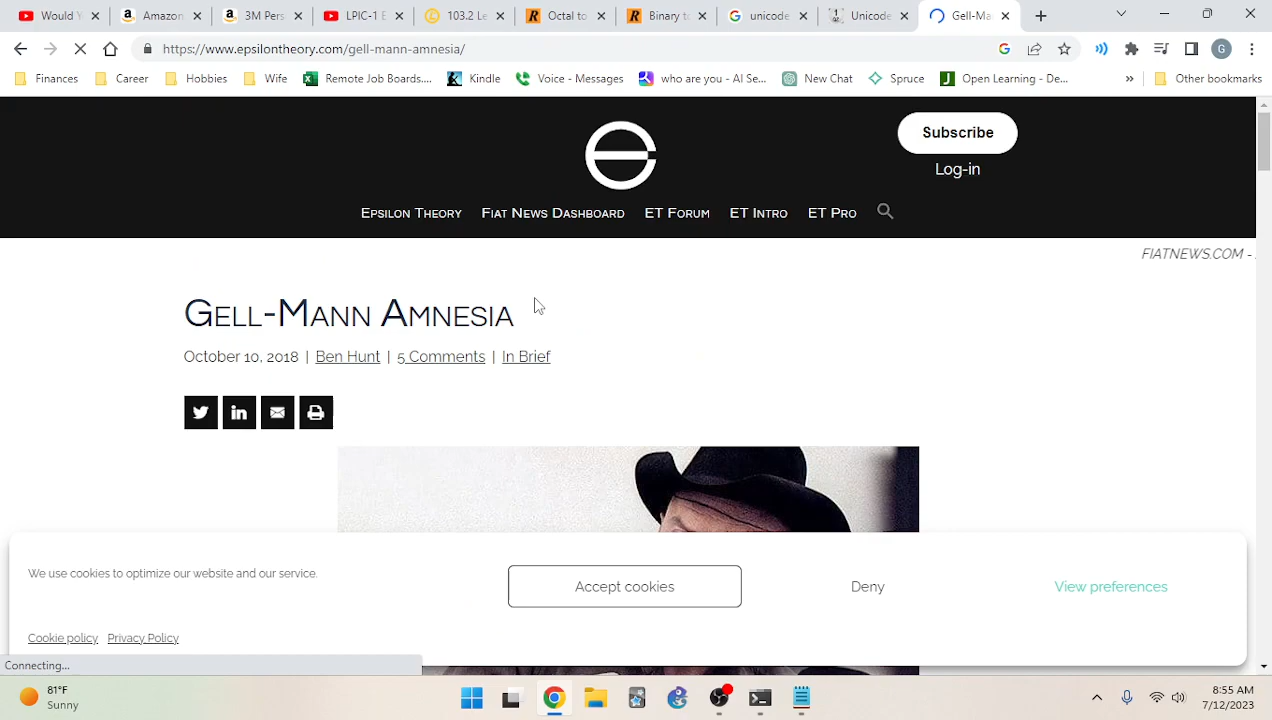 Would Y
Amazon
3M Pers
LPIC-1 E
103.2 Le
Octal to
Binary to
unicode
Unicode
Gell-Ma
https://www.epsilontheory.com/gell-mann-amnesia/
G
Finances
Career
Hobbies
Wife
Remote Job Boards....
Kindle
Voice - Messages
who are you - AI Se...
New Chat
Spruce
Open Learning - De...
»
Other bookmarks
Subscribe
Log-in
Epsilon Theory
Fiat News Dashboard
ET Forum
ET Intro
ET Pro
FIATNEWS.COM -
Gell-Mann Amnesia
October 10, 2018 | Ben Hunt | 5 Comments | In Brief
We use cookies to optimize our website and our service.
Accept cookies
Deny
View preferences
Cookie policy
Privacy Policy
Connecting...
81°F
Sunny
8:55 AM
7/12/2023